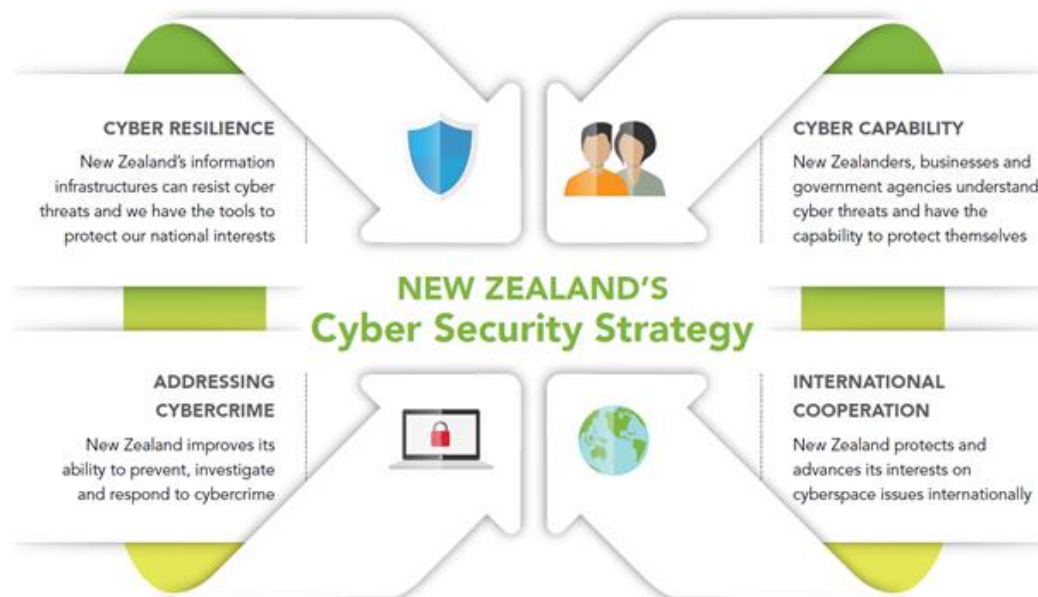 CYBER RESILIENCE
New Zealand's information
infrastructures can resist cyber
threats and we have the tools to
protect our national interests
CYBER CAPABILITY
New Zealanders, businesses and
government agencies understand
cyber threats and have the
capability to protect themselves
NEW ZEALAND'S
Cyber Security Strategy
ADDRESSING
CYBERCRIME
New Zealand improves its
ability to prevent, investigate
and respond to cybercrime
INTERNATIONAL
COOPERATION
New Zealand protects and
advances its interests on
cyberspace issues internationally